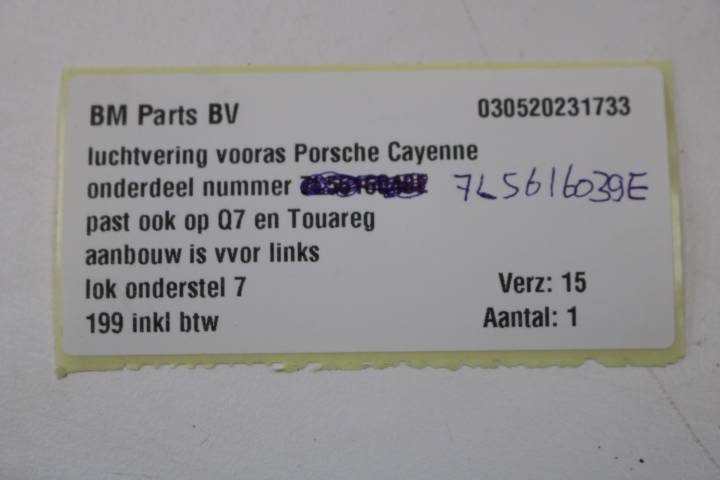 BM Parts BV 030520231733
luchtvering vooras Porsche Cayenne
onderdeel nummer 7L5616039E
past ook op Q7 en Touareg
aanbouw is vvor links
lok onderstel 7 Verz: 15
199 inkl btw Aantal: 1